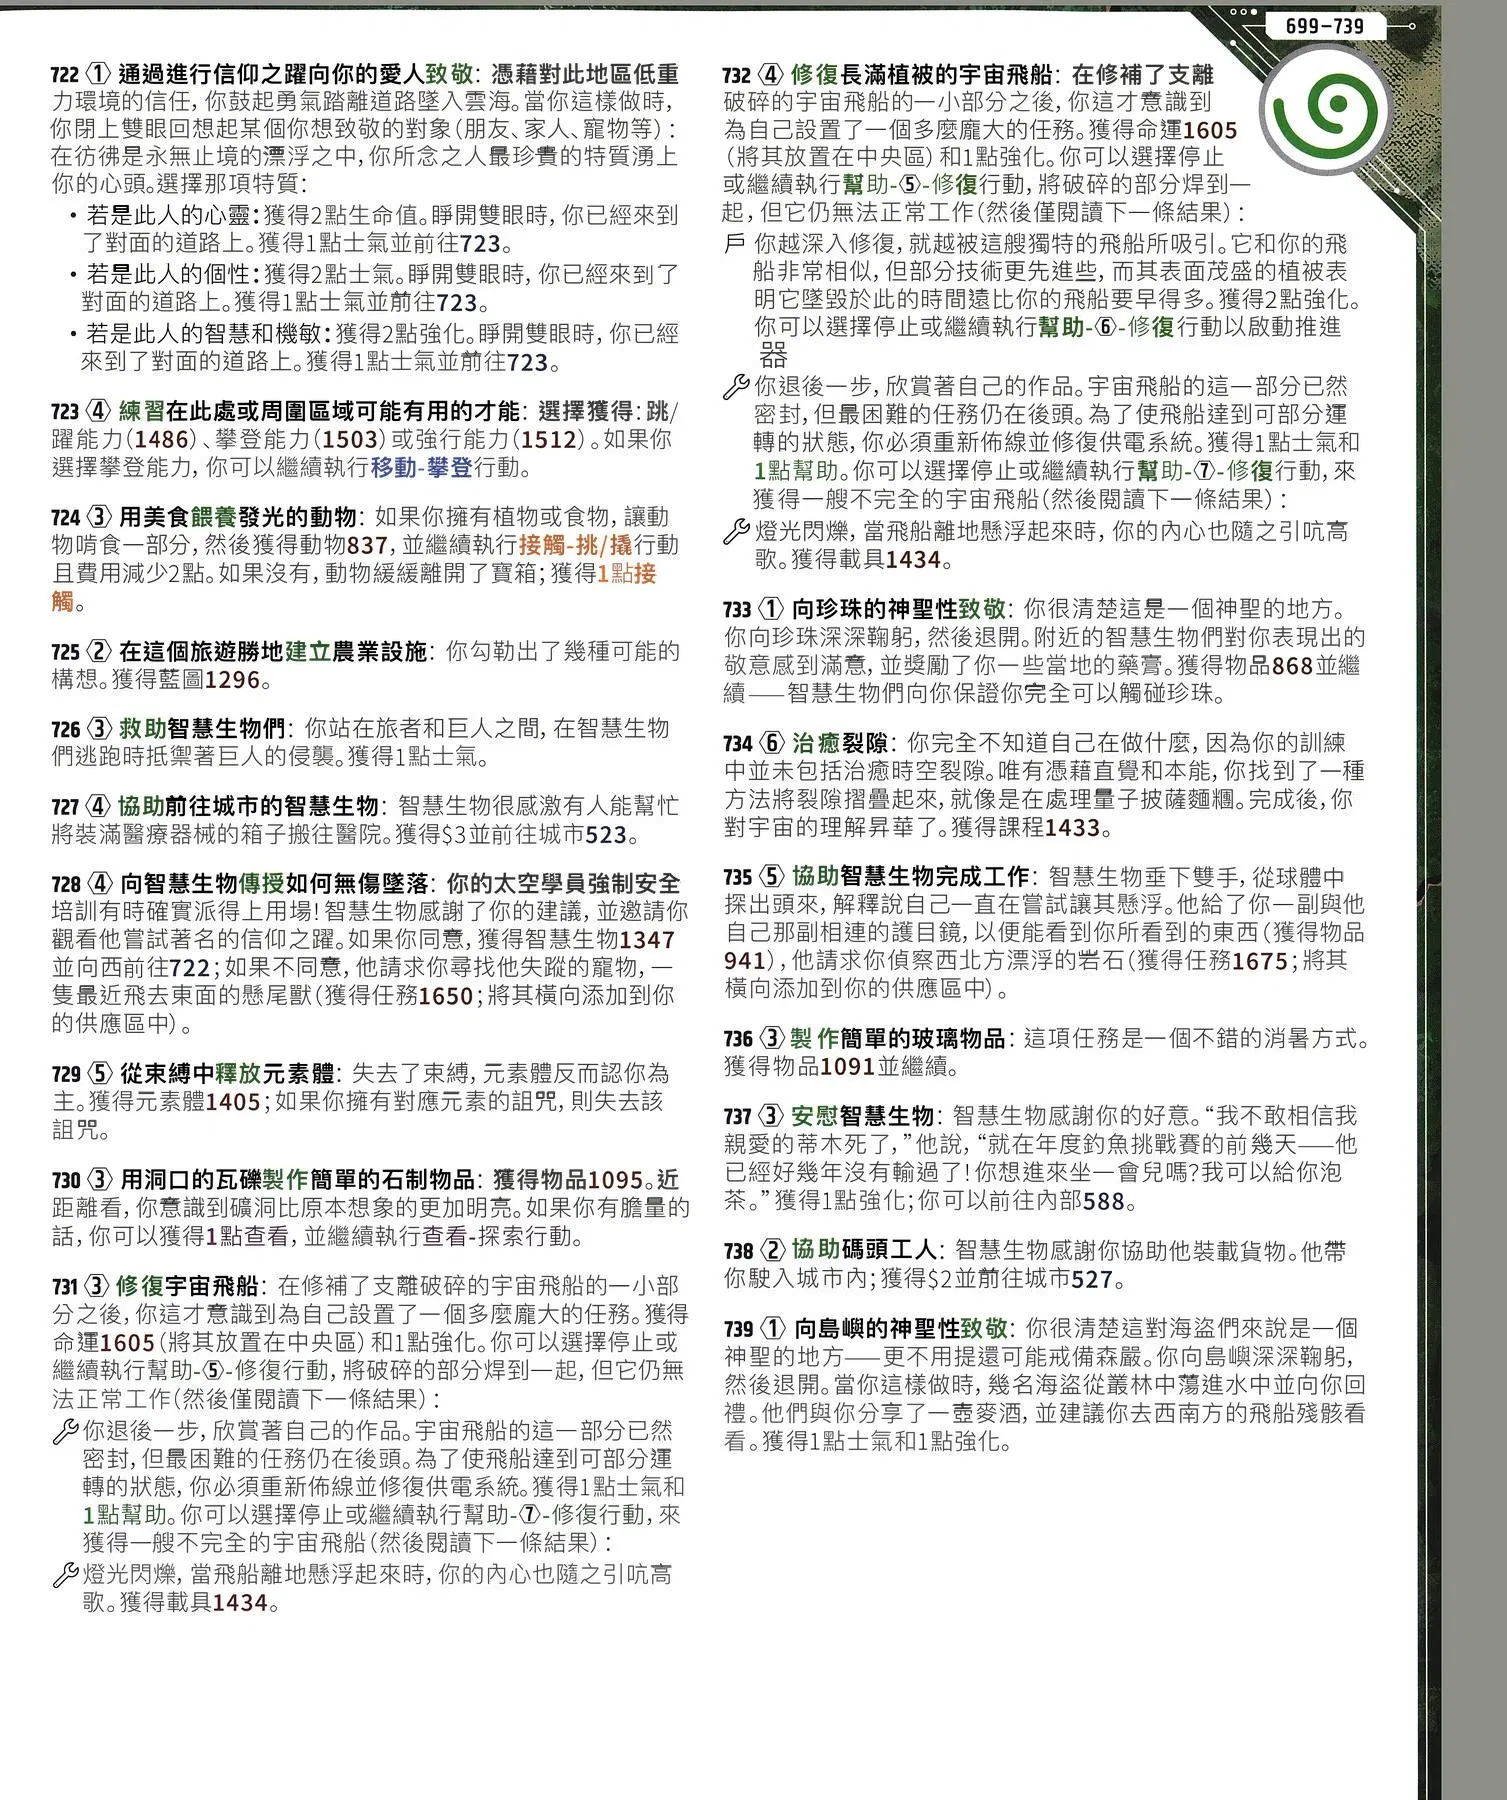 699–739
722 1 通過進行信仰之躍向你的愛人致敬：憑藉對此地區低重
力環境的信任，你鼓起勇氣踏離道路墜入雲海。當你這樣做時，
你閉上雙眼回想起某個你想致敬的對象（朋友、家人、寵物等）：
在彷彿是永無止境的漂浮之中，你所念之人最珍貴的特質湧上
你的心頭。選擇那項特質：
• 若是此人的心靈：獲得2點生命值。睜開雙眼時，你已經來到
了對面的道路上。獲得1點士氣並前往723。
• 若是此人的個性：獲得2點士氣。睜開雙眼時，你已經來到了
對面的道路上。獲得1點士氣並前往723。
• 若是此人的智慧和機敏：獲得2點強化。睜開雙眼時，你已經
來到了對面的道路上。獲得1點士氣並前往723。
723 4 練習在此處或周圍區域可能有用的才能：選擇獲得：跳/
躍能力（1486）、攀登能力（1503）或強行能力（1512）。如果你
選擇攀登能力，你可以繼續執行移動-攀登行動。
724 3 用美食餵養發光的動物：如果你擁有植物或食物，讓動
物啃食一部分，然後獲得動物837，並繼續執行接觸-挑/撬行動
且費用減少2點。如果沒有，動物緩緩離開了寶箱；獲得1點接
觸。
725 2 在這個旅遊勝地建立農業設施：你勾勒出了幾種可能的
構想。獲得藍圖1296。
726 3 救助智慧生物們：你站在旅者和巨人之間，在智慧生物
們逃跑時抵禦著巨人的侵襲。獲得1點士氣。
727 4 協助前往城市的智慧生物：智慧生物很感激有人能幫忙
將裝滿醫療器械的箱子搬往醫院。獲得$3並前往城市523。
728 4 向智慧生物傳授如何無傷墜落：你的太空學員強制安全
培訓有時確實派得上用場！智慧生物感謝了你的建議，並邀請你
觀看他嘗試著名的信仰之躍。如果你同意，獲得智慧生物1347
並向西前往722；如果不同意，他請求你尋找他失蹤的寵物，一
隻最近飛去東面的懸尾獸（獲得任務1650；將其橫向添加到你
的供應區中）。
729 5 從束縛中釋放元素體：失去了束縛，元素體反而認你為
主。獲得元素體1405；如果你擁有對應元素的詛咒，則失去該
詛咒。
730 3 用洞口的瓦礫製作簡單的石制物品：獲得物品1095。近
距離看，你意識到礦洞比原本想象的更加明亮。如果你有膽量的
話，你可以獲得1點查看，並繼續執行查看-探索行動。
731 3 修復宇宙飛船：在修補了支離破碎的宇宙飛船的一小部
分之後，你這才意識到為自己設置了一個多麼龐大的任務。獲得
命運1605（將其放置在中央區）和1點強化。你可以選擇停止或
繼續執行幫助-5-修復行動，將破碎的部分焊到一起，但它仍無
法正常工作（然後僅閱讀下一條結果）：
你退後一步，欣賞著自己的作品。宇宙飛船的這一部分已然
密封，但最困難的任務仍在後頭。為了使飛船達到可部分運
轉的狀態，你必須重新佈線並修復供電系統。獲得1點士氣和
1點幫助。你可以選擇停止或繼續執行幫助-7-修復行動，來
獲得一艘不完全的宇宙飛船（然後閱讀下一條結果）：
燈光閃爍，當飛船離地懸浮起來時，你的內心也隨之引吭高
歌。獲得載具1434。
732 4 修復長滿植被的宇宙飛船：在修補了支離
破碎的宇宙飛船的一小部分之後，你這才意識到
為自己設置了一個多麼龐大的任務。獲得命運1605
（將其放置在中央區）和1點強化。你可以選擇停止
或繼續執行幫助-5-修復行動，將破碎的部分焊到一
起，但它仍無法正常工作（然後僅閱讀下一條結果）：
戶 你越深入修復，就越被這艘獨特的飛船所吸引。它和你的飛
船非常相似，但部分技術更先進些，而其表面茂盛的植被表
明它墜毀於此的時間遠比你的飛船要早得多。獲得2點強化。
你可以選擇停止或繼續執行幫助-6-修復行動以啟動推進
器
你退後一步，欣賞著自己的作品。宇宙飛船的這一部分已然
密封，但最困難的任務仍在後頭。為了使飛船達到可部分運
轉的狀態，你必須重新佈線並修復供電系統。獲得1點士氣和
1點幫助。你可以選擇停止或繼續執行幫助-7-修復行動，來
獲得一艘不完全的宇宙飛船（然後閱讀下一條結果）：
燈光閃爍，當飛船離地懸浮起來時，你的內心也隨之引吭高
歌。獲得載具1434。
733 1 向珍珠的神聖性致敬：你很清楚這是一個神聖的地方。
你向珍珠深深鞠躬，然後退開。附近的智慧生物們對你表現出的
敬意感到滿意，並獎勵了你一些當地的藥膏。獲得物品868並繼
續——智慧生物們向你保證你完全可以觸碰珍珠。
734 6 治癒裂隙：你完全不知道自己在做什麼，因為你的訓練
中並未包括治癒時空裂隙。唯有憑藉直覺和本能，你找到了一種
方法將裂隙摺疊起來，就像是在處理量子披薩麵糰。完成後，你
對宇宙的理解昇華了。獲得課程1433。
735 5 協助智慧生物完成工作：智慧生物垂下雙手，從球體中
探出頭來，解釋說自己一直在嘗試讓其懸浮。他給了你一副與他
自己那副相連的護目鏡，以便能看到你所看到的東西（獲得物品
941），他請求你偵察西北方漂浮的岩石（獲得任務1675；將其
橫向添加到你的供應區中）。
736 3 製作簡單的玻璃物品：這項任務是一個不錯的消暑方式。
獲得物品1091並繼續。
737 3 安慰智慧生物：智慧生物感謝你的好意。“我不敢相信我
親愛的蒂木死了，”他說，“就在年度釣魚挑戰賽的前幾天——他
已經好幾年沒有輸過了！你想進來坐一會兒嗎？我可以給你泡
茶。”獲得1點強化；你可以前往內部588。
738 2 協助碼頭工人：智慧生物感謝你協助他裝載貨物。他帶
你駛入城市內；獲得$2並前往城市527。
739 1 向島嶼的神聖性致敬：你很清楚這對海盜們來說是一個
神聖的地方——更不用提還可能戒備森嚴。你向島嶼深深鞠躬，
然後退開。當你這樣做時，幾名海盜從叢林中蕩進水中並向你回
禮。他們與你分享了一壺麥酒，並建議你去西南方的飛船殘骸看
看。獲得1點士氣和1點強化。